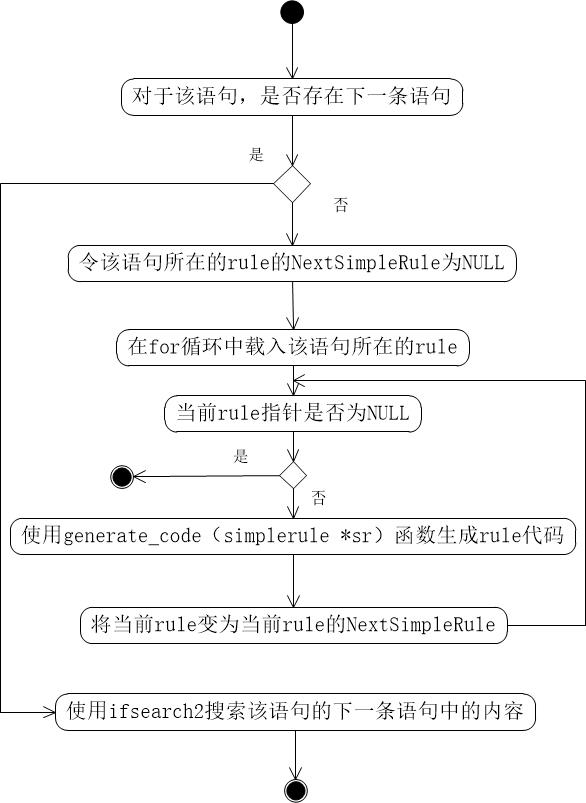 对于该语句，是否存在下一条语句
是
否
令该语句所在的rule的NextSimpleRule为NULL
在for循环中载入该语句所在的rule
当前rule指针是否为NULL
是
否
使用generate_code（simplerule *sr）函数生成rule代码
将当前rule变为当前rule的NextSimpleRule
使用ifsearch2搜索该语句的下一条语句中的内容